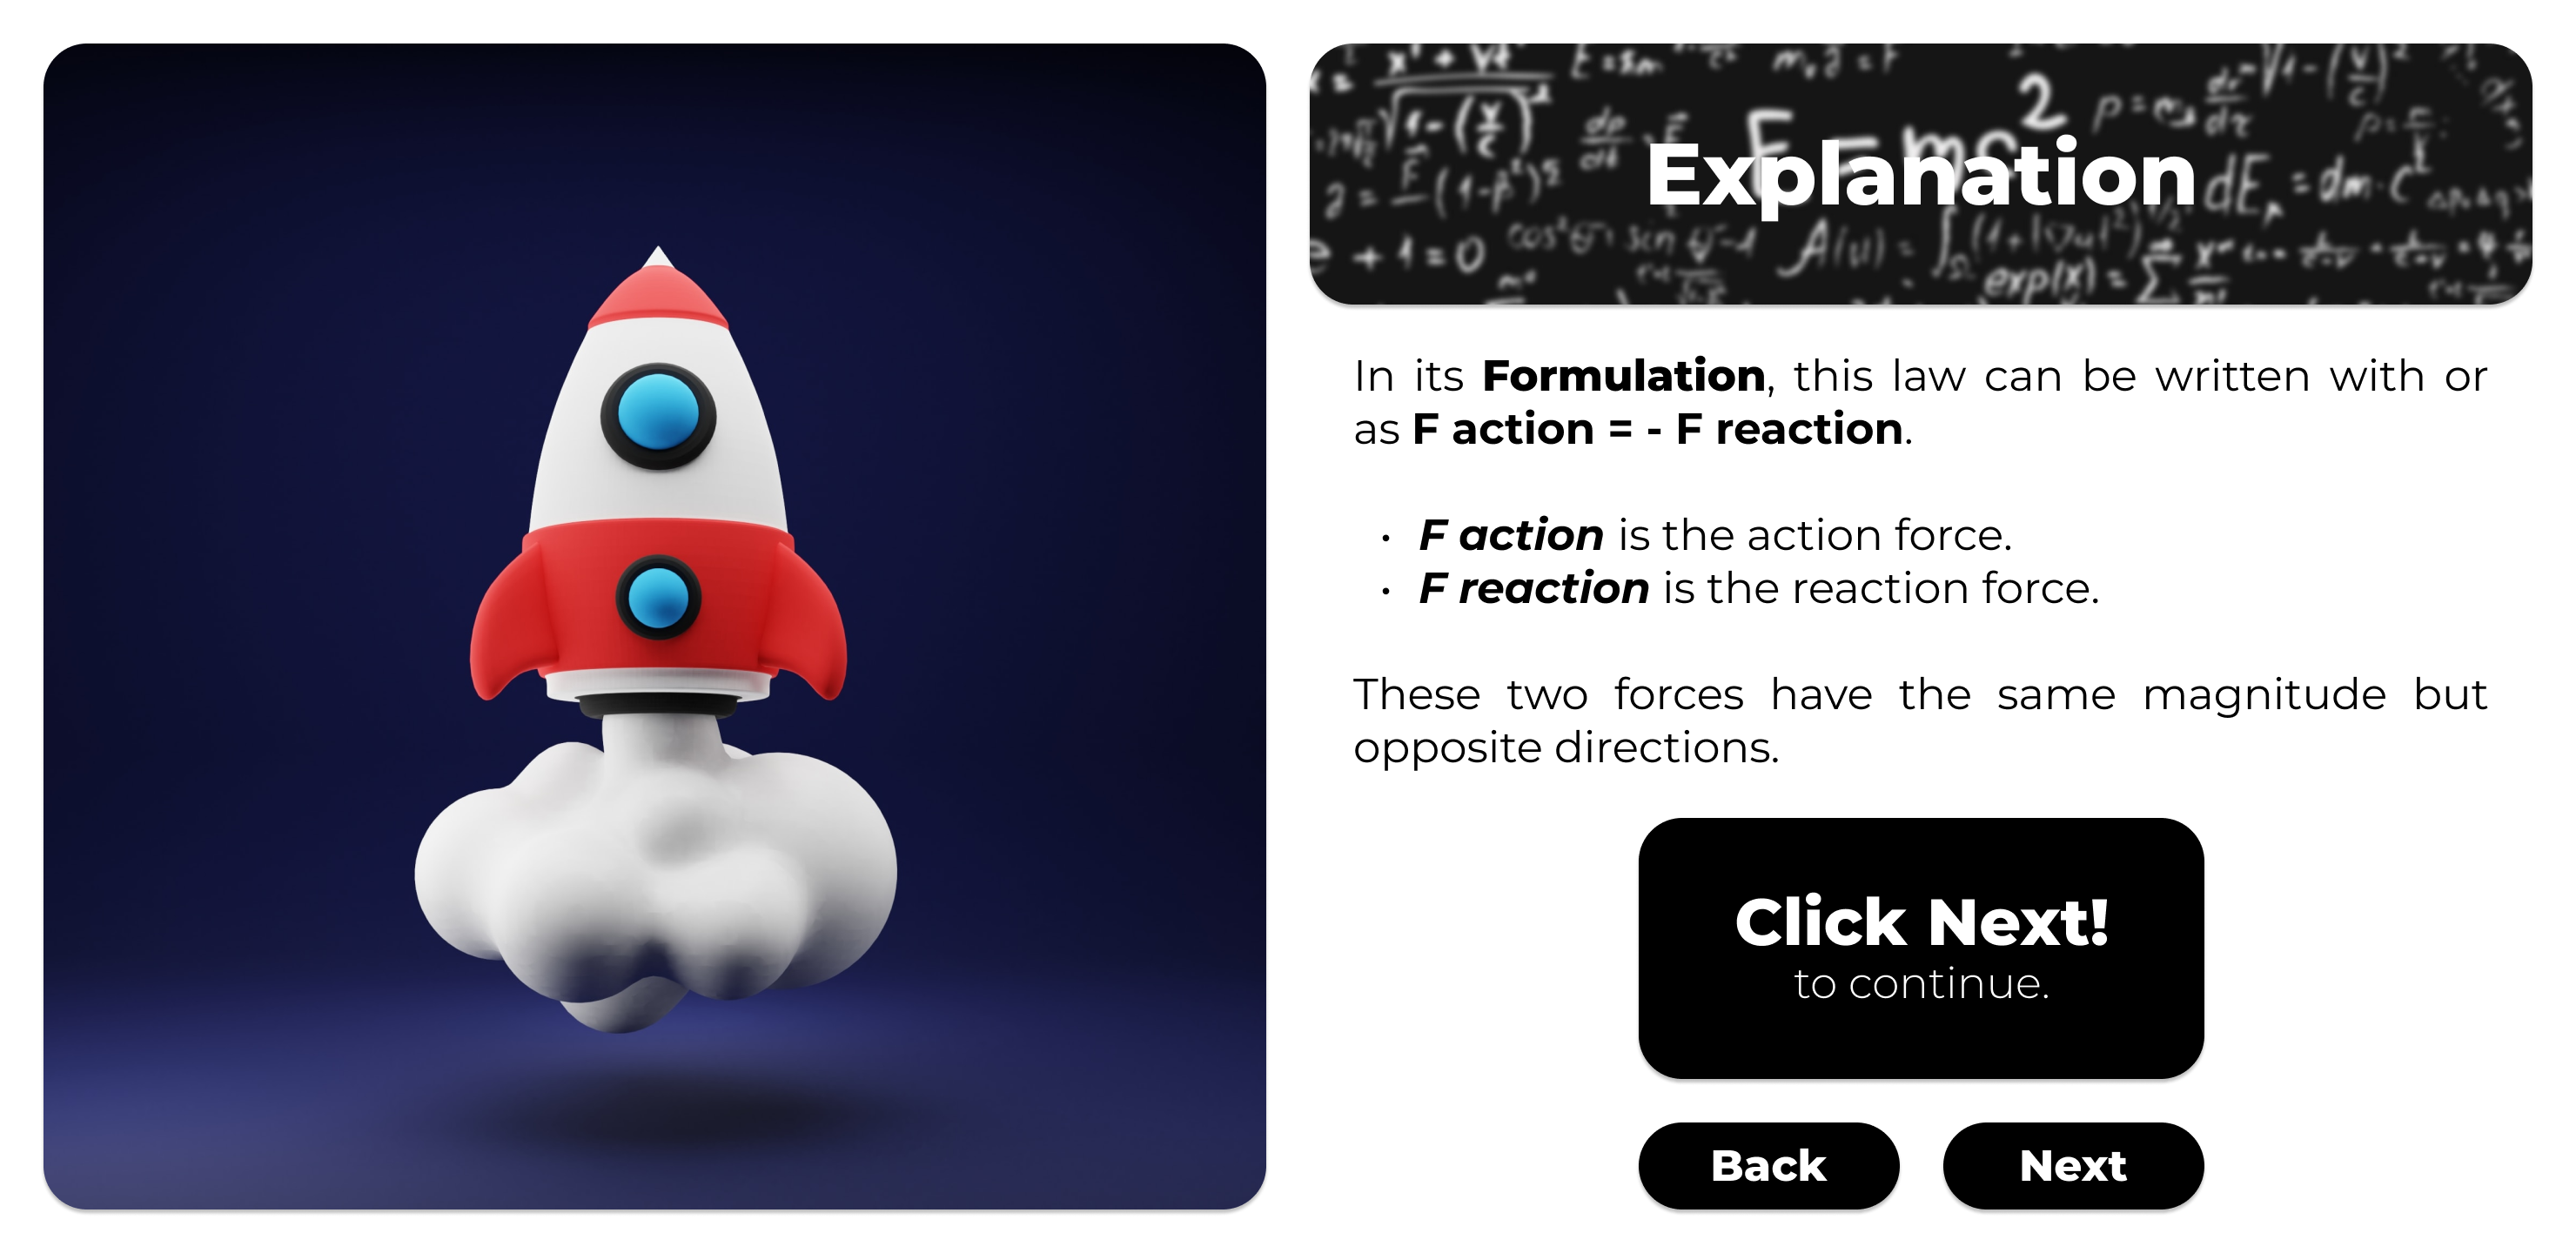 Explanation
E = mc²
In its Formulation, this law can be written with or
as F action = - F reaction.
• F action is the action force.
• F reaction is the reaction force.
These two forces have the same magnitude but
opposite directions.
Click Next!
to continue.
Back
Next